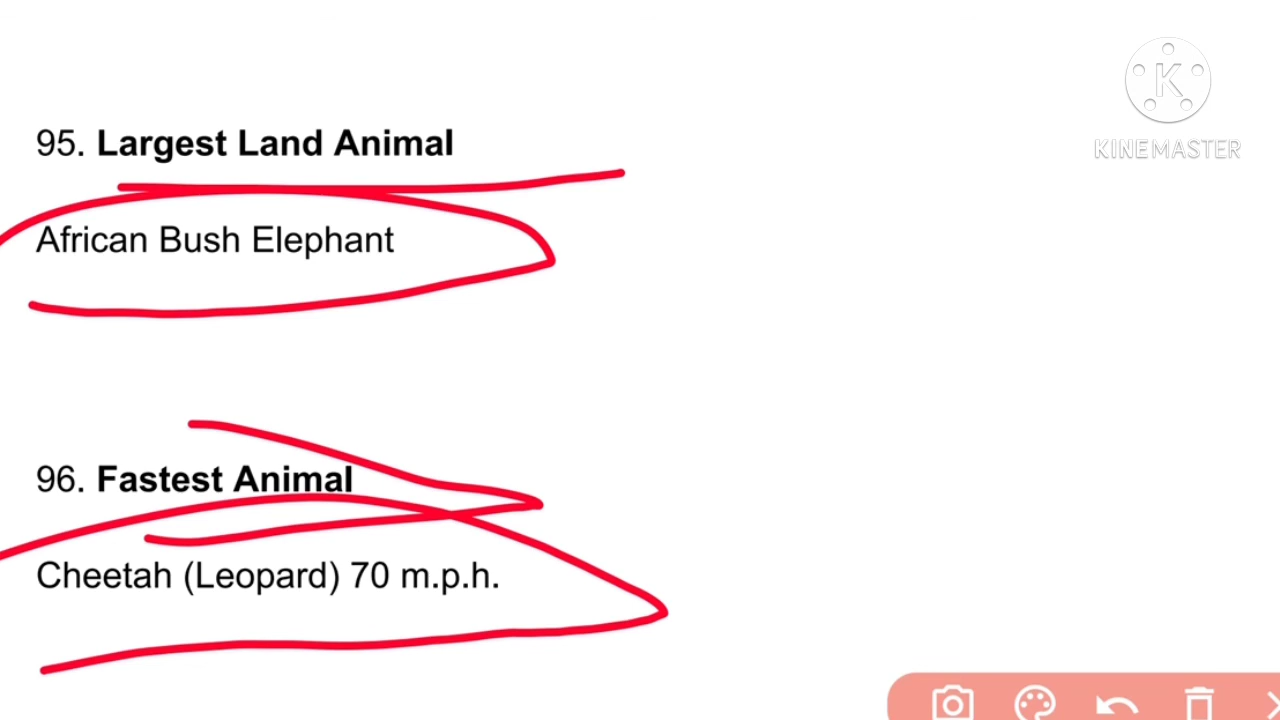 KINEMASTER
95. Largest Land Animal
African Bush Elephant
96. Fastest Animal
Cheetah (Leopard) 70 m.p.h.